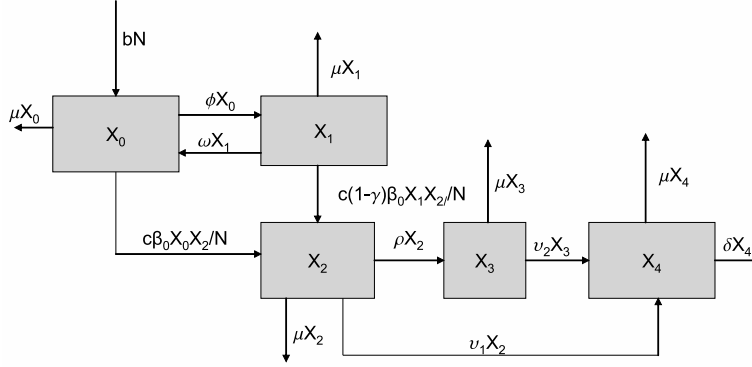 bN
μX₁
μX₀
X₀
ϕX₀
X₁
ωX₁
μX₃
μX₄
c(1-γ)β₀X₁X₂/N
cβ₀X₀X₂/N
X₂
ρX₂
X₃
υ₂X₃
X₄
δX₄
μX₂
υ₁X₂